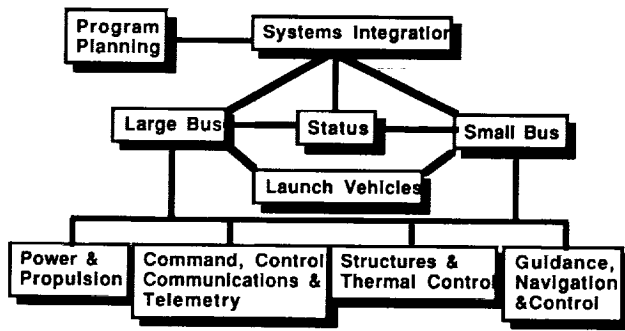 Program
Planning
Systems Integration
Large Bus
Status
Small Bus
Launch Vehicles
Power &
Propulsion
Command, Control
Communications &
Telemetry
Structures &
Thermal Control
Guidance,
Navigation
&Control